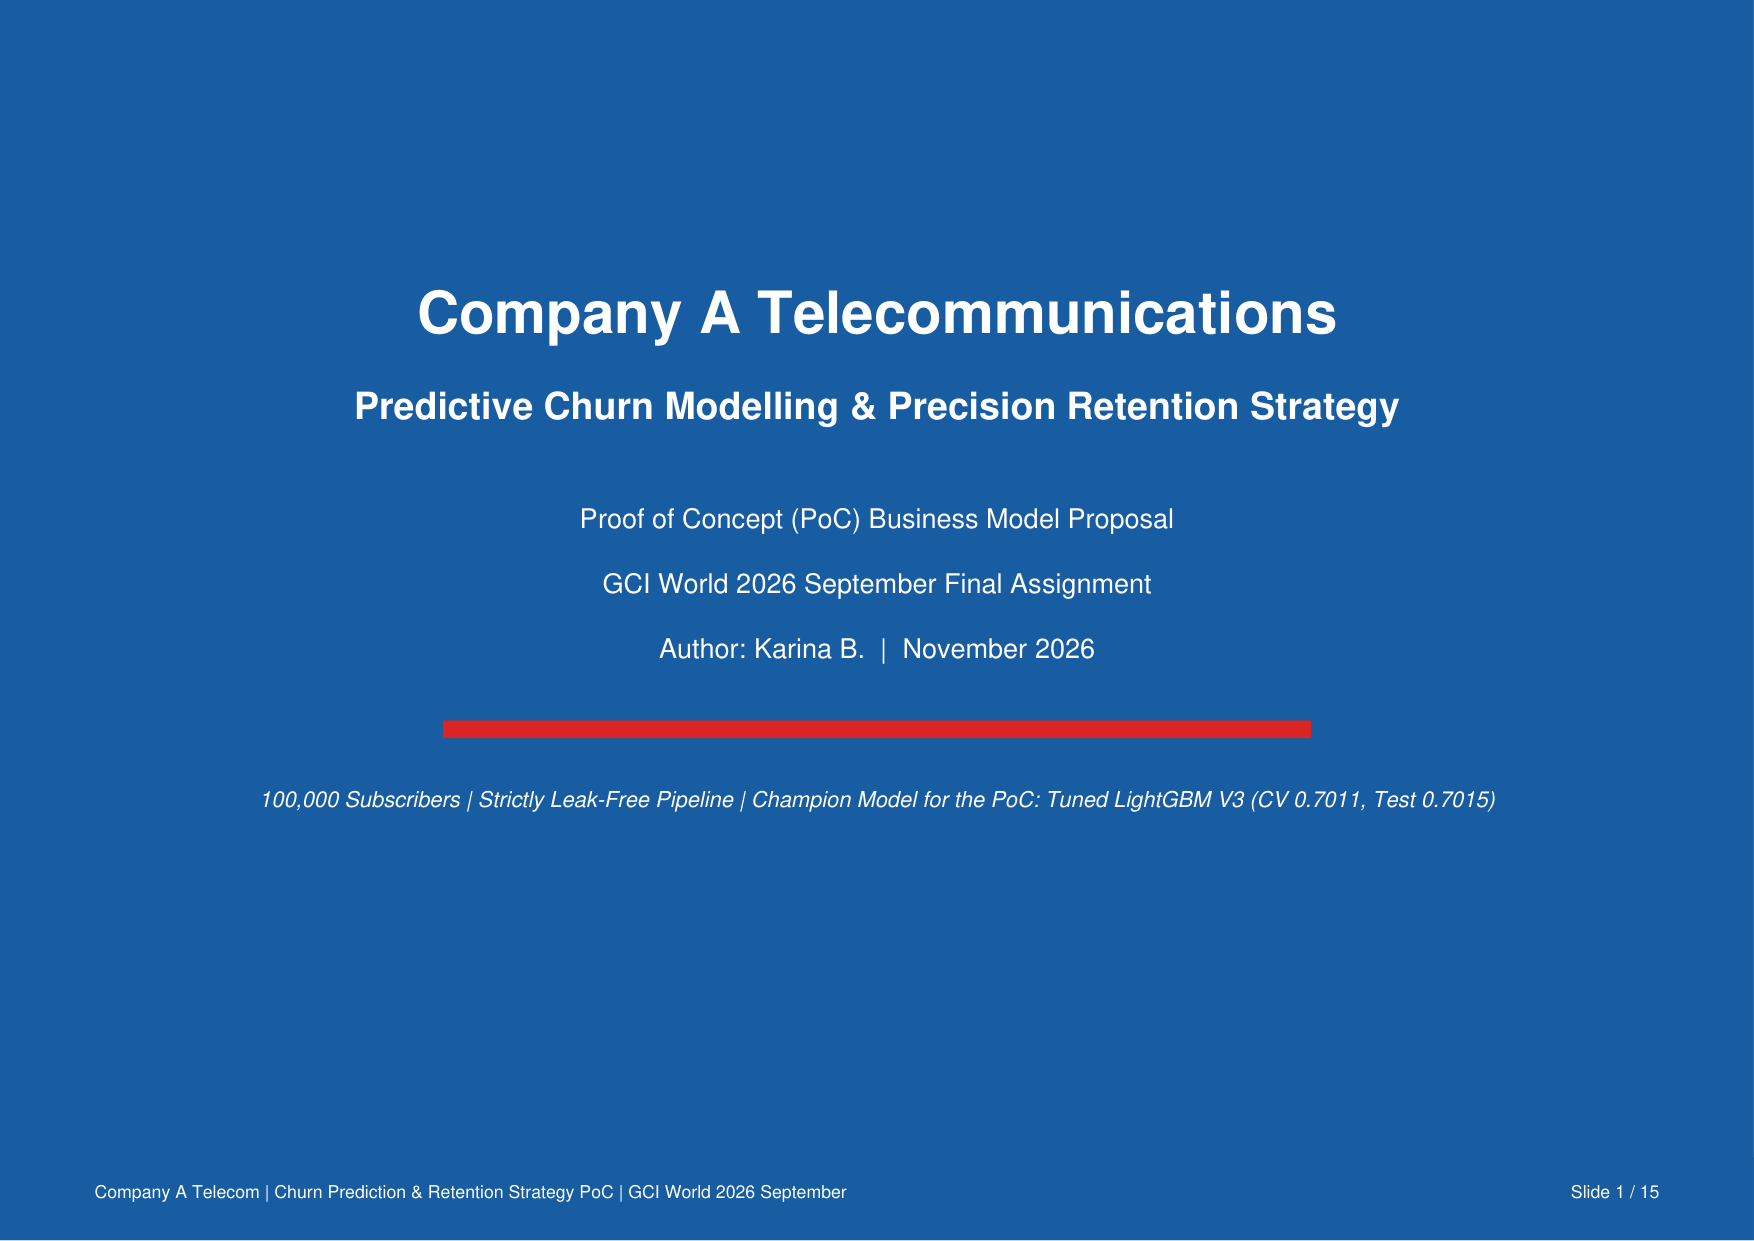 Company A Telecommunications
Predictive Churn Modelling & Precision Retention Strategy
Proof of Concept (PoC) Business Model Proposal
GCI World 2026 September Final Assignment
Author: Karina B. | November 2026
100,000 Subscribers | Strictly Leak-Free Pipeline | Champion Model for the PoC: Tuned LightGBM V3 (CV 0.7011, Test 0.7015)
Company A Telecom | Churn Prediction & Retention Strategy PoC | GCI World 2026 September
Slide 1 / 15